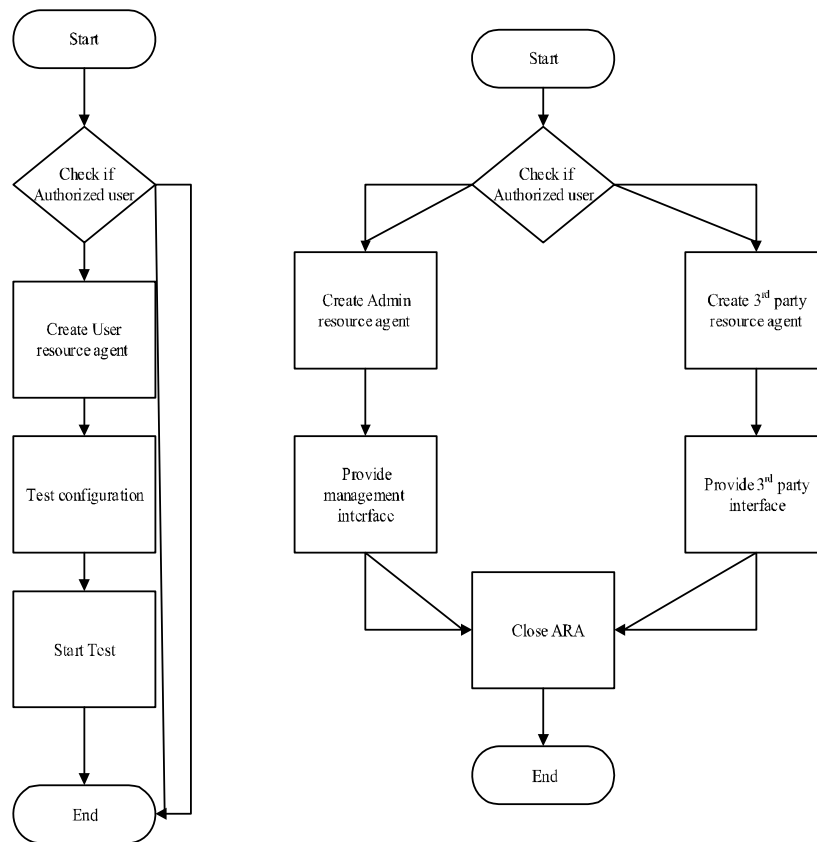 Start
Check if
Authorized user
Create User
resource agent
Test configuration
Start Test
End
Start
Check if
Authorized user
Create Admin
resource agent
Create 3rd party
resource agent
Provide
management
interface
Provide 3rd party
interface
Close ARA
End